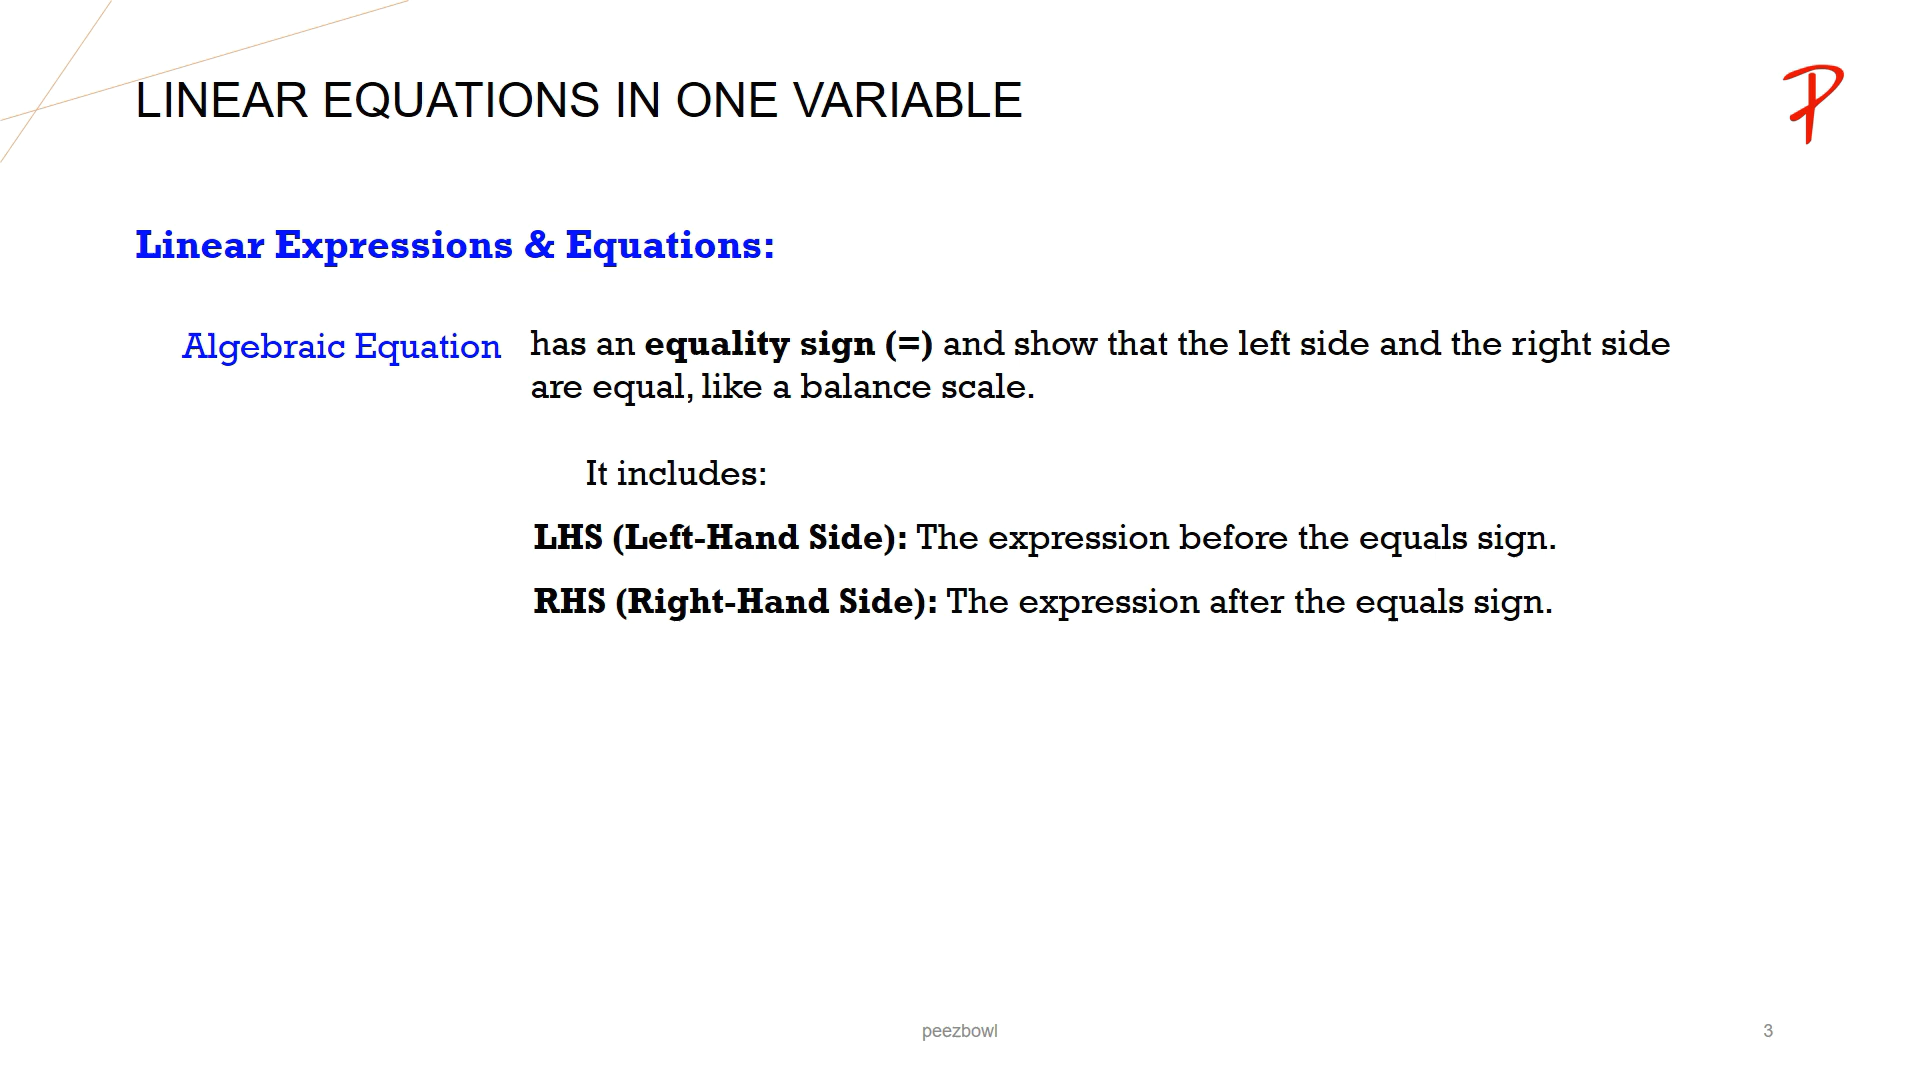 LINEAR EQUATIONS IN ONE VARIABLE
Linear Expressions & Equations:
Algebraic Equation has an equality sign (=) and show that the left side and the right side
are equal, like a balance scale.
It includes:
LHS (Left-Hand Side): The expression before the equals sign.
RHS (Right-Hand Side): The expression after the equals sign.
peezbowl 3